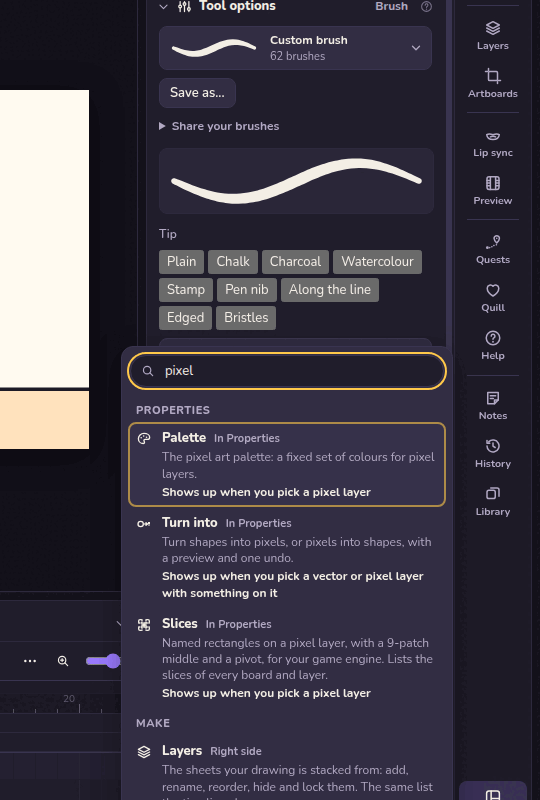 Tool options
Brush
Custom brush
62 brushes
Save as...
Share your brushes
Tip
Plain
Chalk
Charcoal
Watercolour
Stamp
Pen nib
Along the line
Edged
Bristles
pixel
PROPERTIES
Palette In Properties
The pixel art palette: a fixed set of colours for pixel
layers.
Shows up when you pick a pixel layer
Turn into In Properties
Turn shapes into pixels, or pixels into shapes, with
a preview and one undo.
Shows up when you pick a vector or pixel layer
with something on it
Slices In Properties
Named rectangles on a pixel layer, with a 9-patch
middle and a pivot, for your game engine. Lists the
slices of every board and layer.
Shows up when you pick a pixel layer
MAKE
Layers Right side
The sheets your drawing is stacked from: add,
rename, reorder, hide and lock them. The same list
20
Layers
Artboards
Lip sync
Preview
Quests
Quill
Help
Notes
History
Library